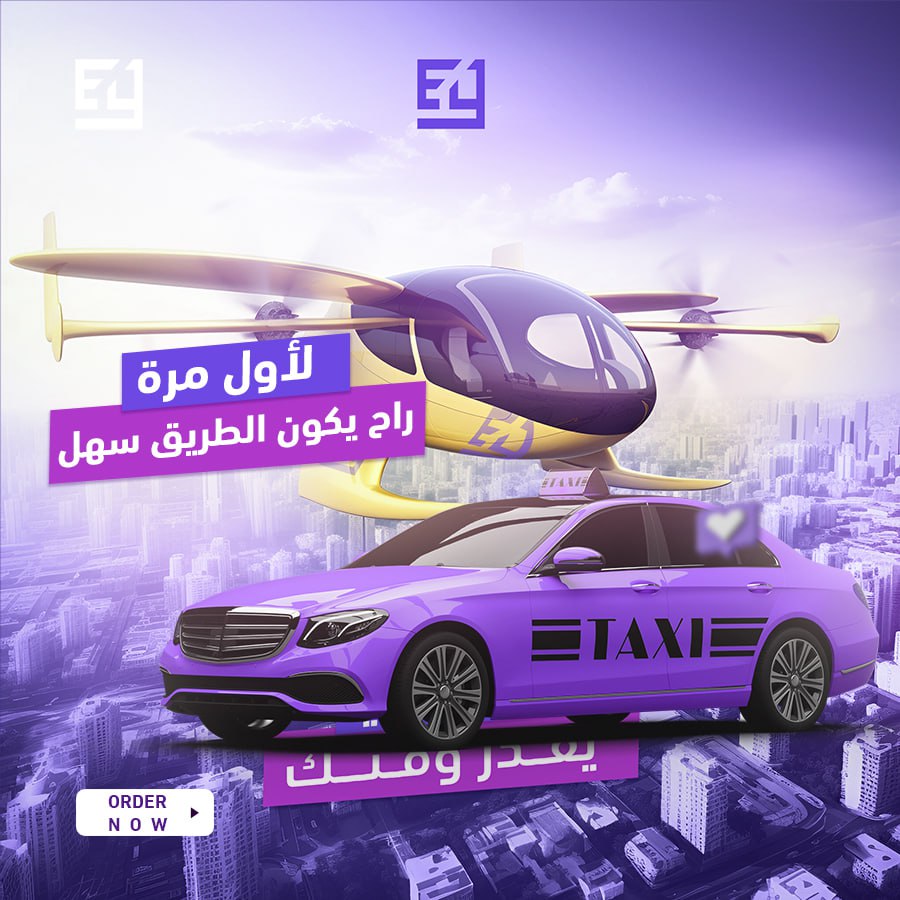 لأول مرة
راح يكون الطريق سهل
TAXI
TAXI
يقدر وقتك
ORDER
NOW